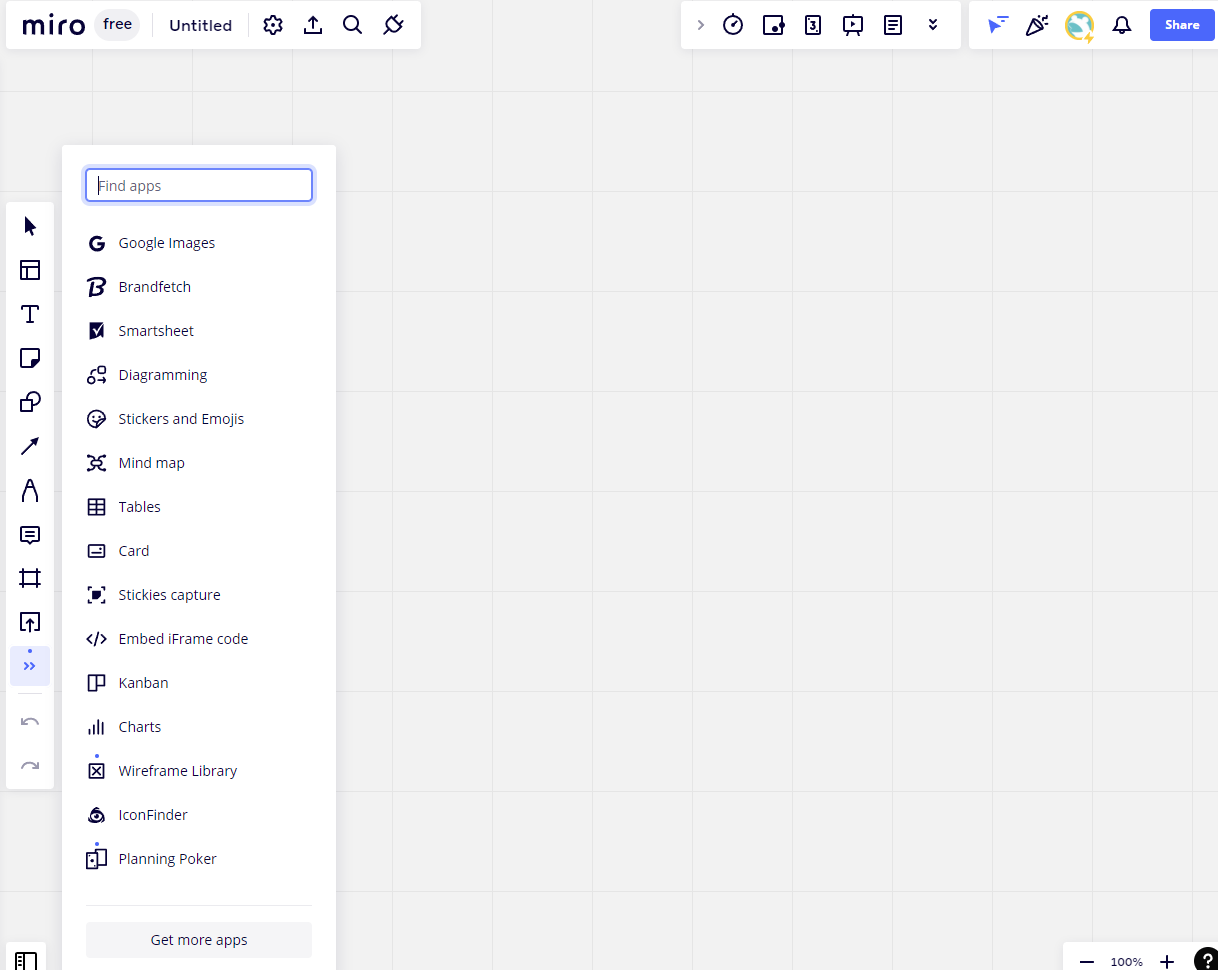 miro free Untitled
Share
Find apps
Google Images
Brandfetch
Smartsheet
Diagramming
Stickers and Emojis
Mind map
Tables
Card
Stickies capture
Embed iFrame code
Kanban
Charts
Wireframe Library
IconFinder
Planning Poker
Get more apps
100%